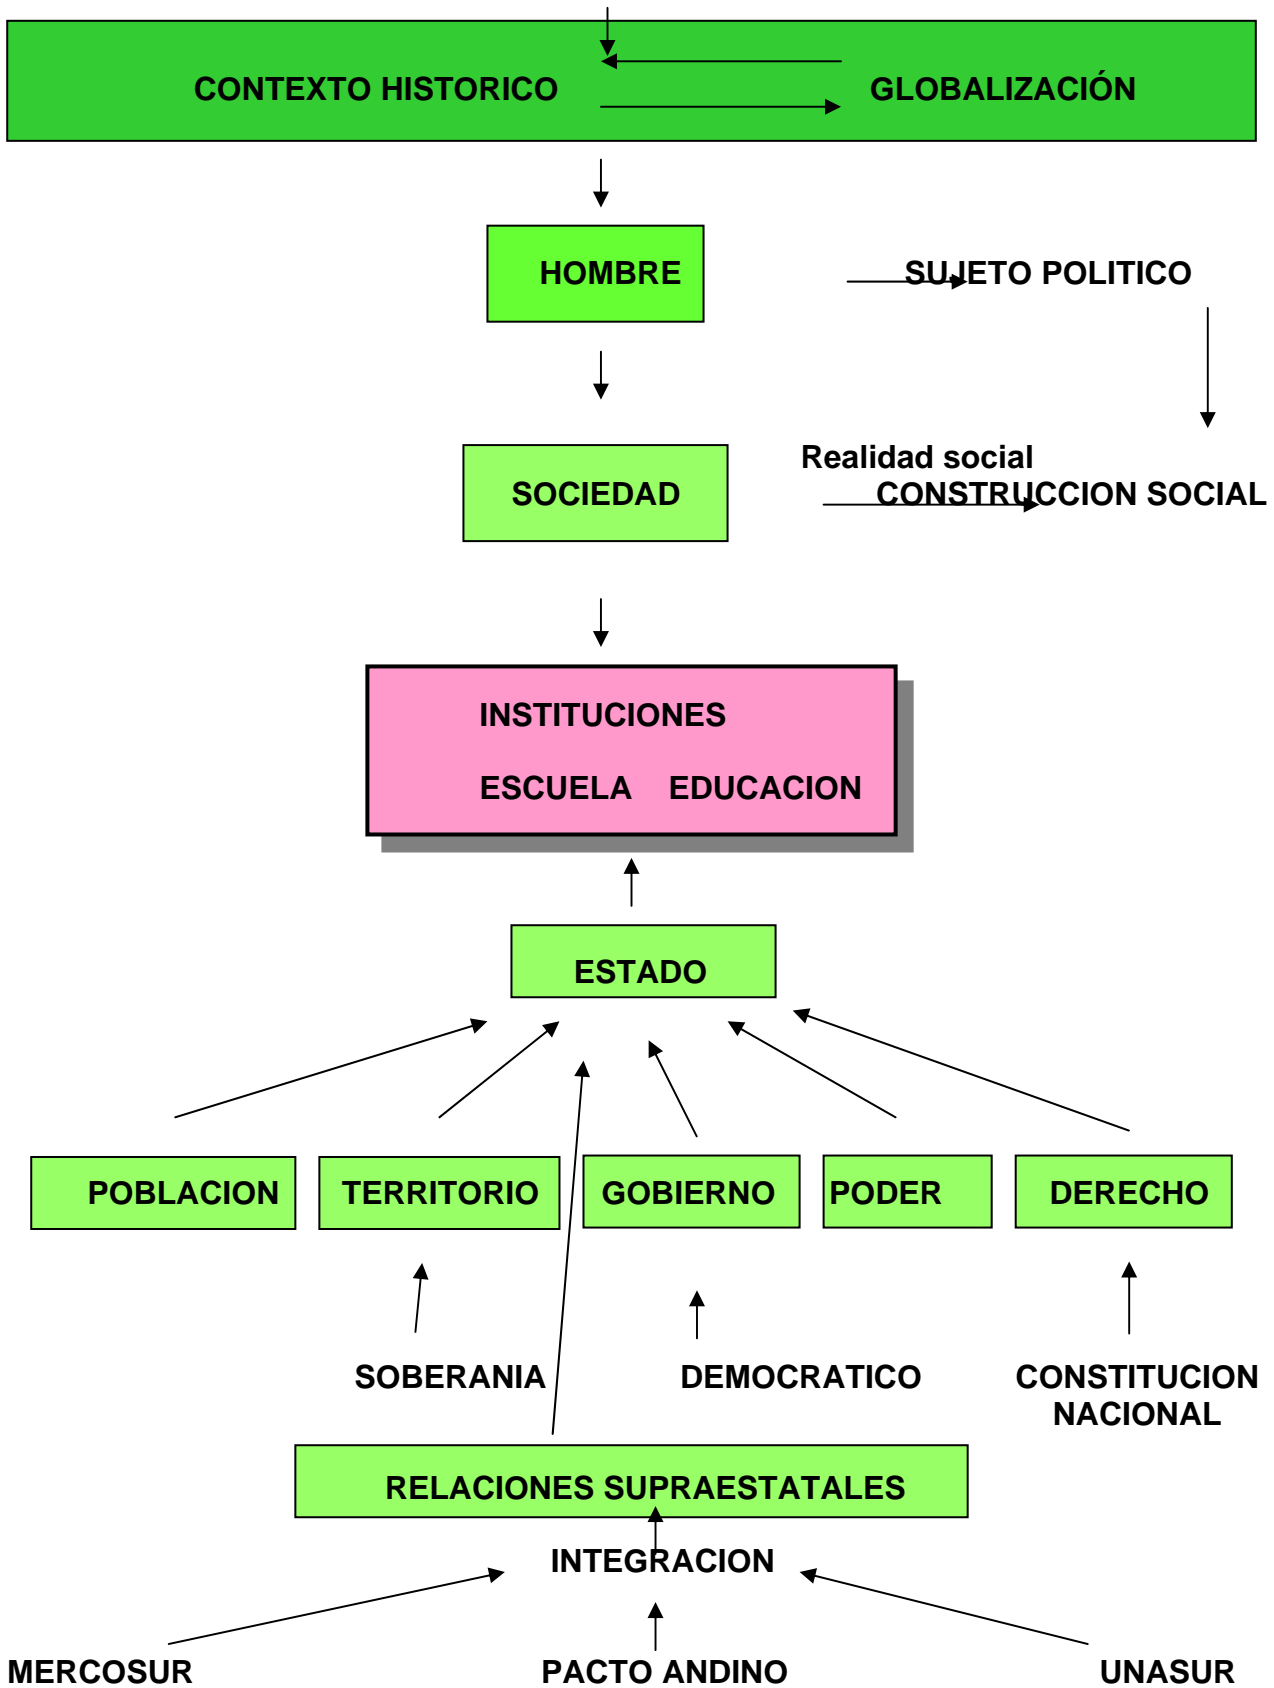 CONTEXTO HISTORICO GLOBALIZACIÓN
HOMBRE SUJETO POLITICO
Realidad social
SOCIEDAD CONSTRUCCION SOCIAL
INSTITUCIONES
ESCUELA EDUCACION
ESTADO
POBLACION TERRITORIO GOBIERNO PODER DERECHO
SOBERANIA DEMOCRATICO CONSTITUCION
NACIONAL
RELACIONES SUPRAESTATALES
INTEGRACION
MERCOSUR PACTO ANDINO UNASUR